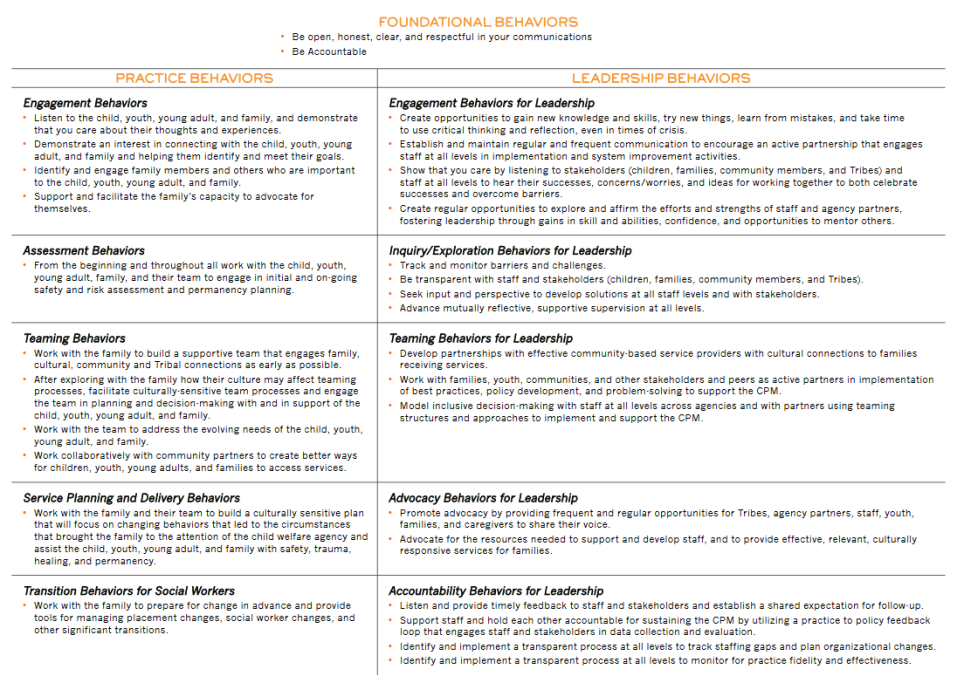 FOUNDATIONAL BEHAVIORS
• Be open, honest, clear, and respectful in your communications
• Be Accountable
PRACTICE BEHAVIORS
Engagement Behaviors
• Listen to the child, youth, young adult, and family, and demonstrate
that you care about their thoughts and experiences.
• Demonstrate an interest in connecting with the child, youth, young
adult, and family and helping them identify and meet their goals.
• Identify and engage family members and others who are important
to the child, youth, young adult, and family.
• Support and facilitate the family's capacity to advocate for
themselves.
Assessment Behaviors
• From the beginning and throughout all work with the child, youth,
young adult, family, and their team to engage in initial and on-going
safety and risk assessment and permanency planning.
Teaming Behaviors
• Work with the family to build a supportive team that engages family,
cultural, community and Tribal connections as early as possible.
• After exploring with the family how their culture may affect teaming
processes, facilitate culturally-sensitive team processes and engage
the team in planning and decision-making with and in support of the
child, youth, young adult, and family.
• Work with the team to address the evolving needs of the child, youth,
young adult, and family.
• Work collaboratively with community partners to create better ways
for children, youth, young adults, and families to access services.
Service Planning and Delivery Behaviors
• Work with the family and their team to build a culturally sensitive plan
that will focus on changing behaviors that led to the circumstances
that brought the family to the attention of the child welfare agency and
assist the child, youth, young adult, and family with safety, trauma,
healing, and permanency.
Transition Behaviors for Social Workers
• Work with the family to prepare for change in advance and provide
tools for managing placement changes, social worker changes, and
other significant transitions.
LEADERSHIP BEHAVIORS
Engagement Behaviors for Leadership
• Create opportunities to gain new knowledge and skills, try new things, learn from mistakes, and take time
to use critical thinking and reflection, even in times of crisis.
• Establish and maintain regular and frequent communication to encourage an active partnership that engages
staff at all levels in implementation and system improvement activities.
• Show that you care by listening to stakeholders (children, families, community members, and Tribes) and
staff at all levels to hear their successes, concerns/worries, and ideas for working together to both celebrate
successes and overcome barriers.
• Create regular opportunities to explore and affirm the efforts and strengths of staff and agency partners,
fostering leadership through gains in skill and abilities, confidence, and opportunities to mentor others.
Inquiry/Exploration Behaviors for Leadership
• Track and monitor barriers and challenges.
• Be transparent with staff and stakeholders (children, families, community members, and Tribes).
• Seek input and perspective to develop solutions at all staff levels and with stakeholders.
• Advance mutually reflective, supportive supervision at all levels.
Teaming Behaviors for Leadership
• Develop partnerships with effective community-based service providers with cultural connections to families
receiving services.
• Work with families, youth, communities, and other stakeholders and peers as active partners in implementation
of best practices, policy development, and problem-solving to support the CPM.
• Model inclusive decision-making with staff at all levels across agencies and with partners using teaming
structures and approaches to implement and support the CPM.
Advocacy Behaviors for Leadership
• Promote advocacy by providing frequent and regular opportunities for Tribes, agency partners, staff, youth,
families, and caregivers to share their voice.
• Advocate for the resources needed to support and develop staff, and to provide effective, relevant, culturally
responsive services for families.
Accountability Behaviors for Leadership
• Listen and provide timely feedback to staff and stakeholders and establish a shared expectation for follow-up.
• Support staff and hold each other accountable for sustaining the CPM by utilizing a practice to policy feedback
loop that engages staff and stakeholders in data collection and evaluation.
• Identify and implement a transparent process at all levels to track staffing gaps and plan organizational changes.
• Identify and implement a transparent process at all levels to monitor for practice fidelity and effectiveness.